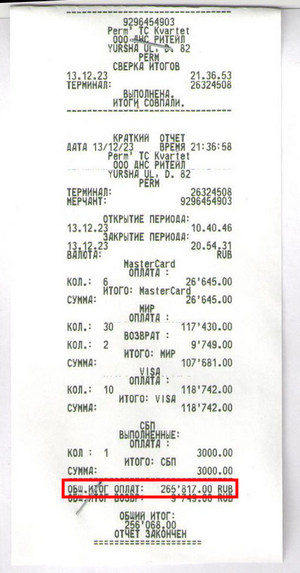 9296454903
Perm' TC Kvartet
ООО ДНС РИТЕЙЛ
YURSHA UL, D. 82
PERM
СВЕРКА ИТОГОВ
13.12.23 21.36.53
ТЕРМИНАЛ: 26324508
ВЫПОЛНЕНА.
ИТОГИ СОВПАЛИ.
КРАТКИЙ ОТЧЕТ
ДАТА 13/12/23 ВРЕМЯ 21:36:58
Perm' TC Kvartet
ООО ДНС РИТЕЙЛ
YURSHA UL, D. 82
PERM
ТЕРМИНАЛ: 26324508
МЕРЧАНТ: 9296454903
ОТКРЫТИЕ ПЕРИОДА:
13.12.23 10.40.46
ЗАКРЫТИЕ ПЕРИОДА:
13.12.23 20.54.31
ВАЛЮТА: RUB
MasterCard
ОПЛАТА :
КОЛ.: 6 26'645.00
ИТОГО: MasterCard
СУММА: 26'645.00
МИР
ОПЛАТА :
КОЛ.: 30 117'430.00
ВОЗВРАТ :
КОЛ.: 2 9'749.00
ИТОГО: МИР
СУММА: 107'681.00
VISA
ОПЛАТА :
КОЛ.: 10 118'742.00
ИТОГО: VISA
СУММА: 118'742.00
СБП
ВЫПОЛНЕННЫЕ:
ОПЛАТА:
КОЛ : 1 3000.00
ИТОГО: СБП
СУММА: 3000.00
ОБЩ.ИТОГ ОПЛАТ: 265'817.00 RUB
ОБЩ.ИТОГ ВОЗВР: 9'749.00 RUB
ОБЩИЙ ИТОГ:
256'068.00
ОТЧЕТ ЗАКОНЧЕН